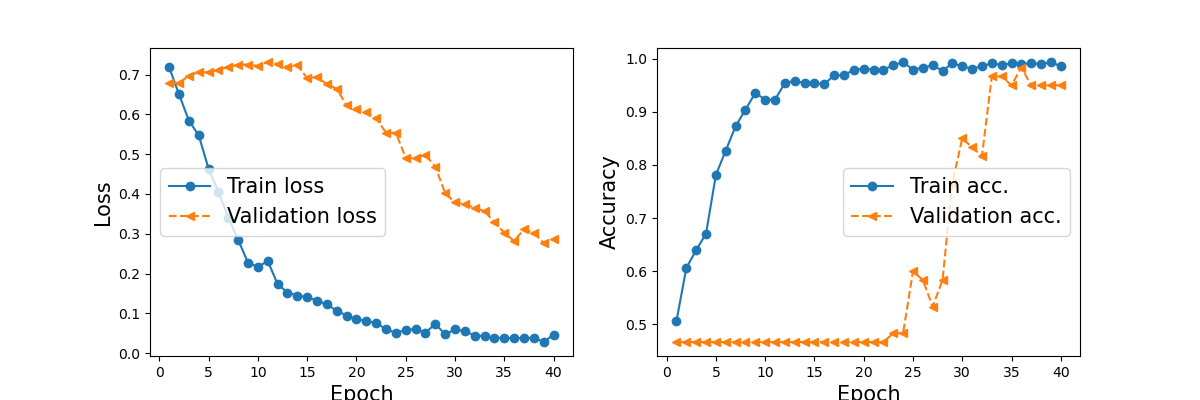 0.7
0.6
0.5
0.4
0.3
0.2
0.1
0.0
Loss
Train loss
Validation loss
0 5 10 15 20 25 30 35 40
Epoch
1.0
0.9
0.8
0.7
0.6
0.5
Accuracy
Train acc.
Validation acc.
0 5 10 15 20 25 30 35 40
Epoch